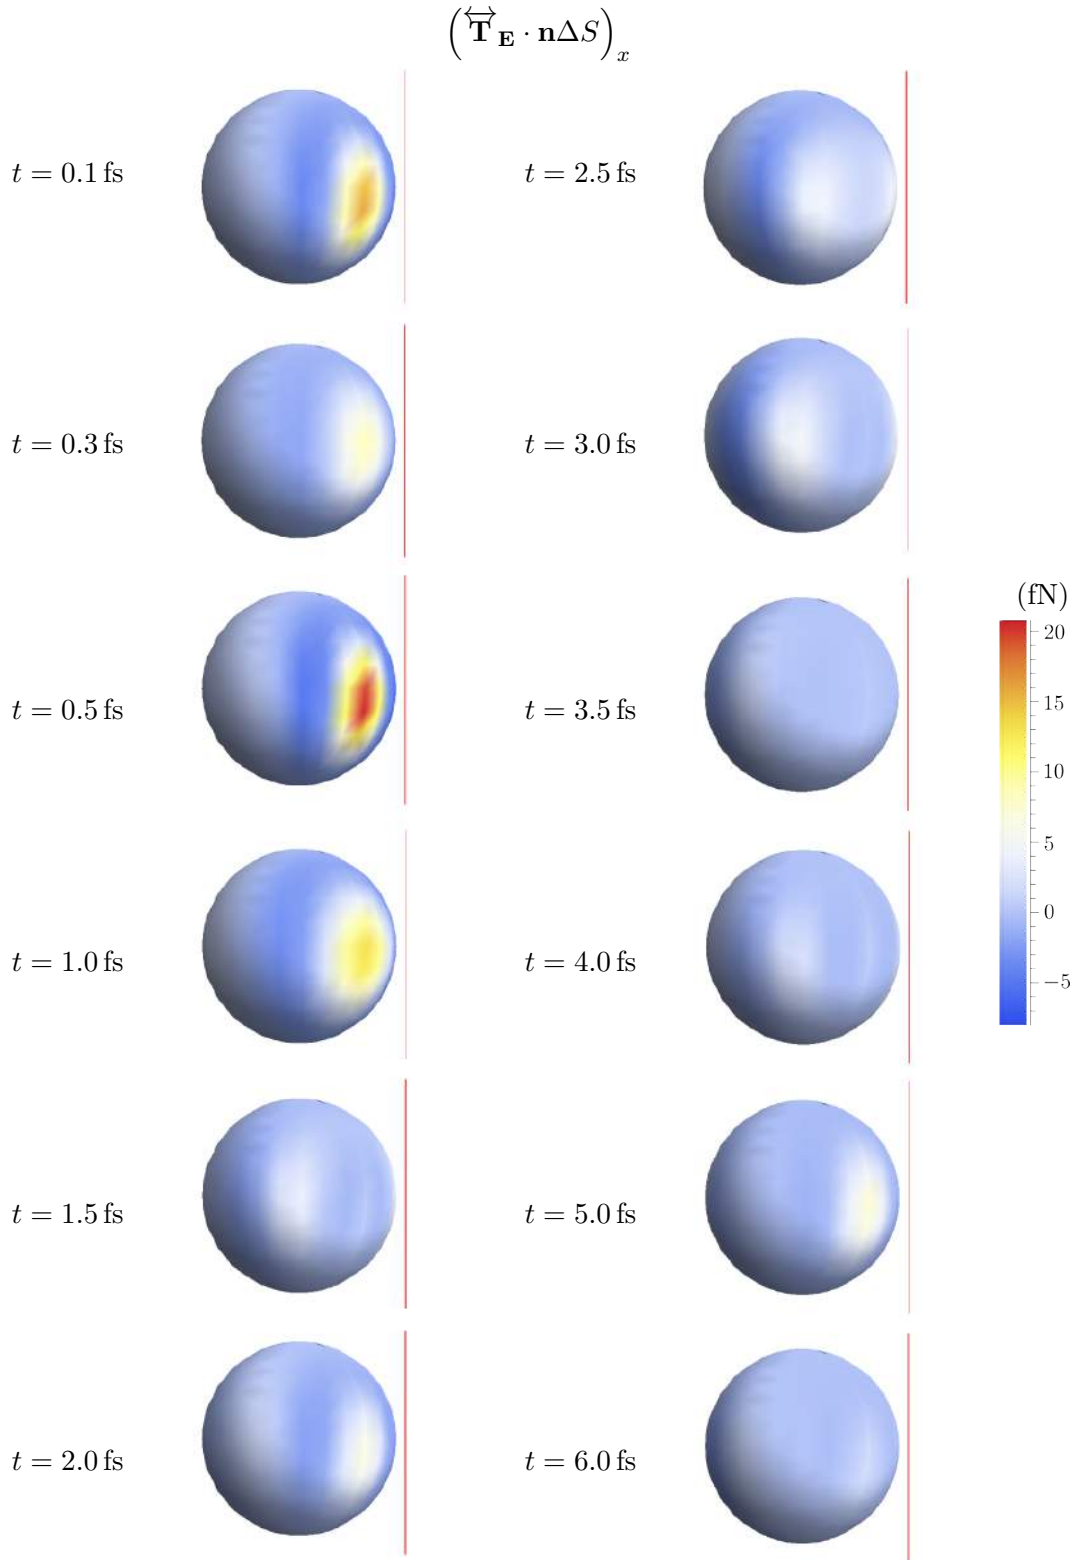 (T⃡_E · nΔS)_x
t = 0.1 fs
t = 2.5 fs
t = 0.3 fs
t = 3.0 fs
(fN)
20
15
10
5
0
−5
t = 0.5 fs
t = 3.5 fs
t = 1.0 fs
t = 4.0 fs
t = 1.5 fs
t = 5.0 fs
t = 2.0 fs
t = 6.0 fs